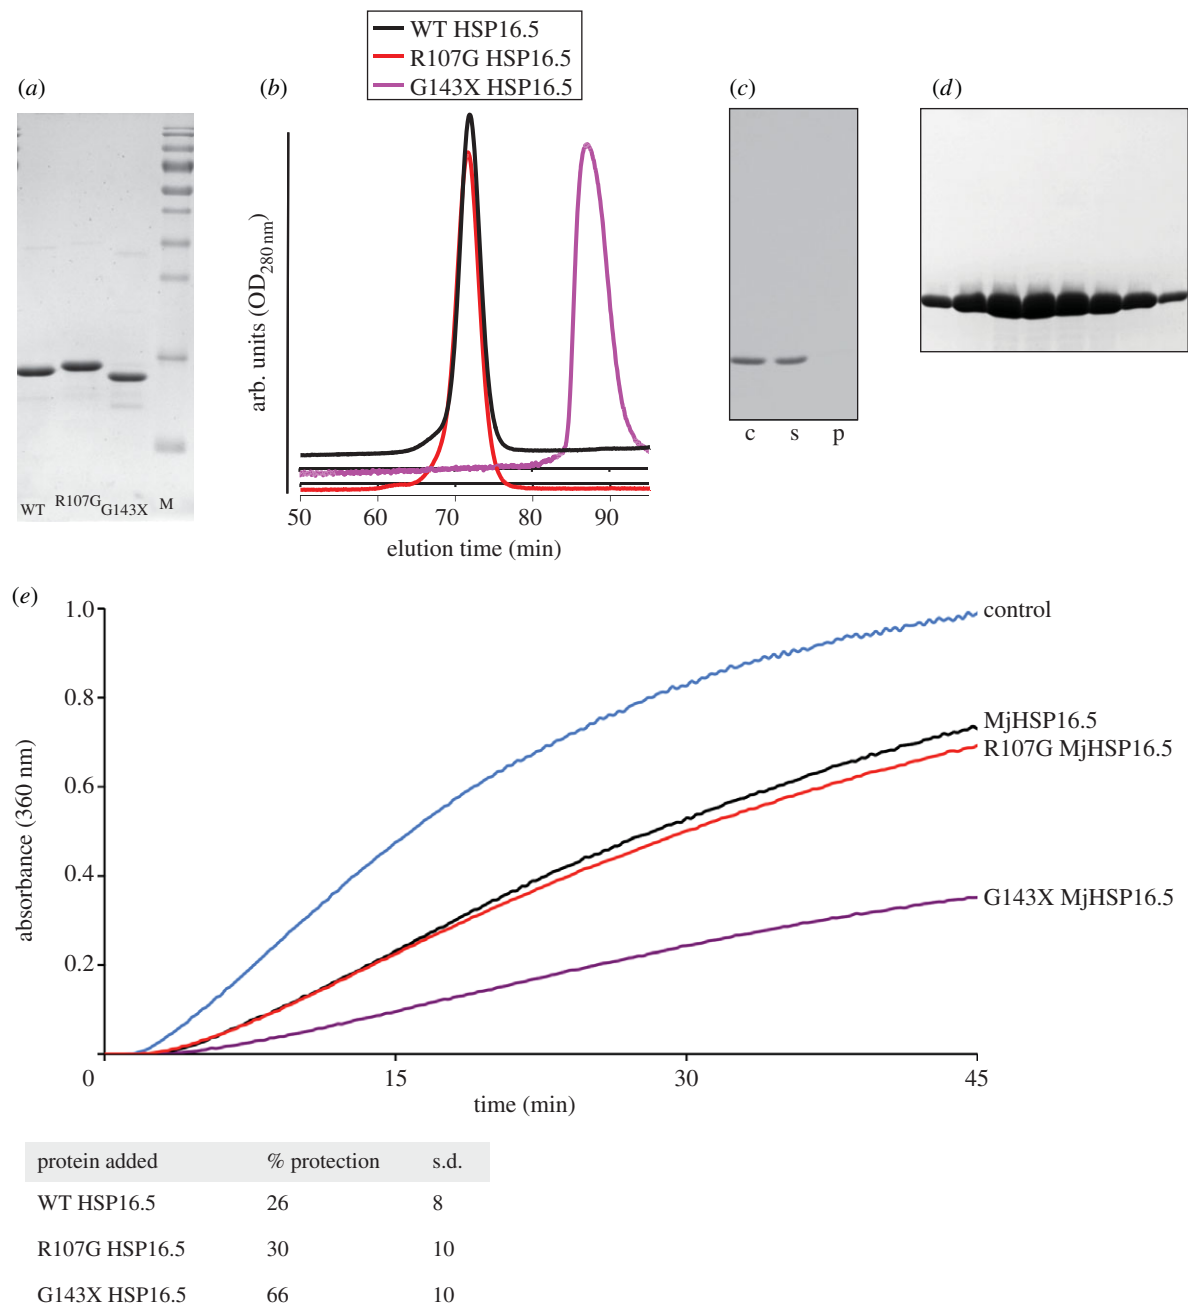 WT HSP16.5
R107G HSP16.5
G143X HSP16.5
(a)
(b)
(c)
(d)
WT R107G G143X M
arb. units (OD280 nm)
50 60 70 80 90
elution time (min)
c s p
(e)
1.0
0.8
0.6
0.4
0.2
0 15 30 45
absorbance (360 nm)
time (min)
control
MjHSP16.5
R107G MjHSP16.5
G143X MjHSP16.5
protein added % protection s.d.
WT HSP16.5 26 8
R107G HSP16.5 30 10
G143X HSP16.5 66 10